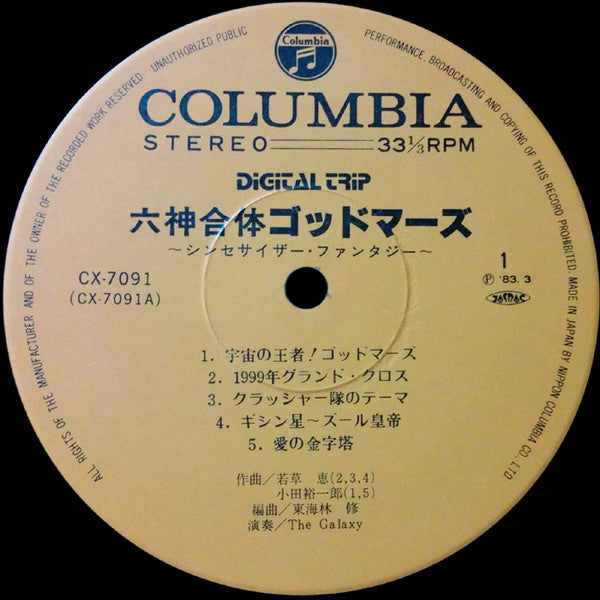 ALL RIGHTS OF THE MANUFACTURER AND OF THE OWNER OF THE RECORDED WORK RESERVED. UNAUTHORIZED PUBLIC PERFORMANCE, BROADCASTING AND COPYING OF THIS RECORD PROHIBITED. MADE IN JAPAN BY NIPPON COLUMBIA CO., LTD.
Columbia
COLUMBIA
STEREO 33⅓RPM
DIGITAL TRIP
六神合体ゴッドマーズ
〜シンセサイザー・ファンタジー〜
CX-7091
(CX-7091A)
1
Ⓟ '83. 3
JASRAC
1. 宇宙の王者!ゴッドマーズ
2. 1999年グランド・クロス
3. クラッシャー隊のテーマ
4. ギシン星〜ズール皇帝
5. 愛の金字塔
作曲/若草 恵(2,3,4)
小田裕一郎(1,5)
編曲/東海林 修
演奏/The Galaxy